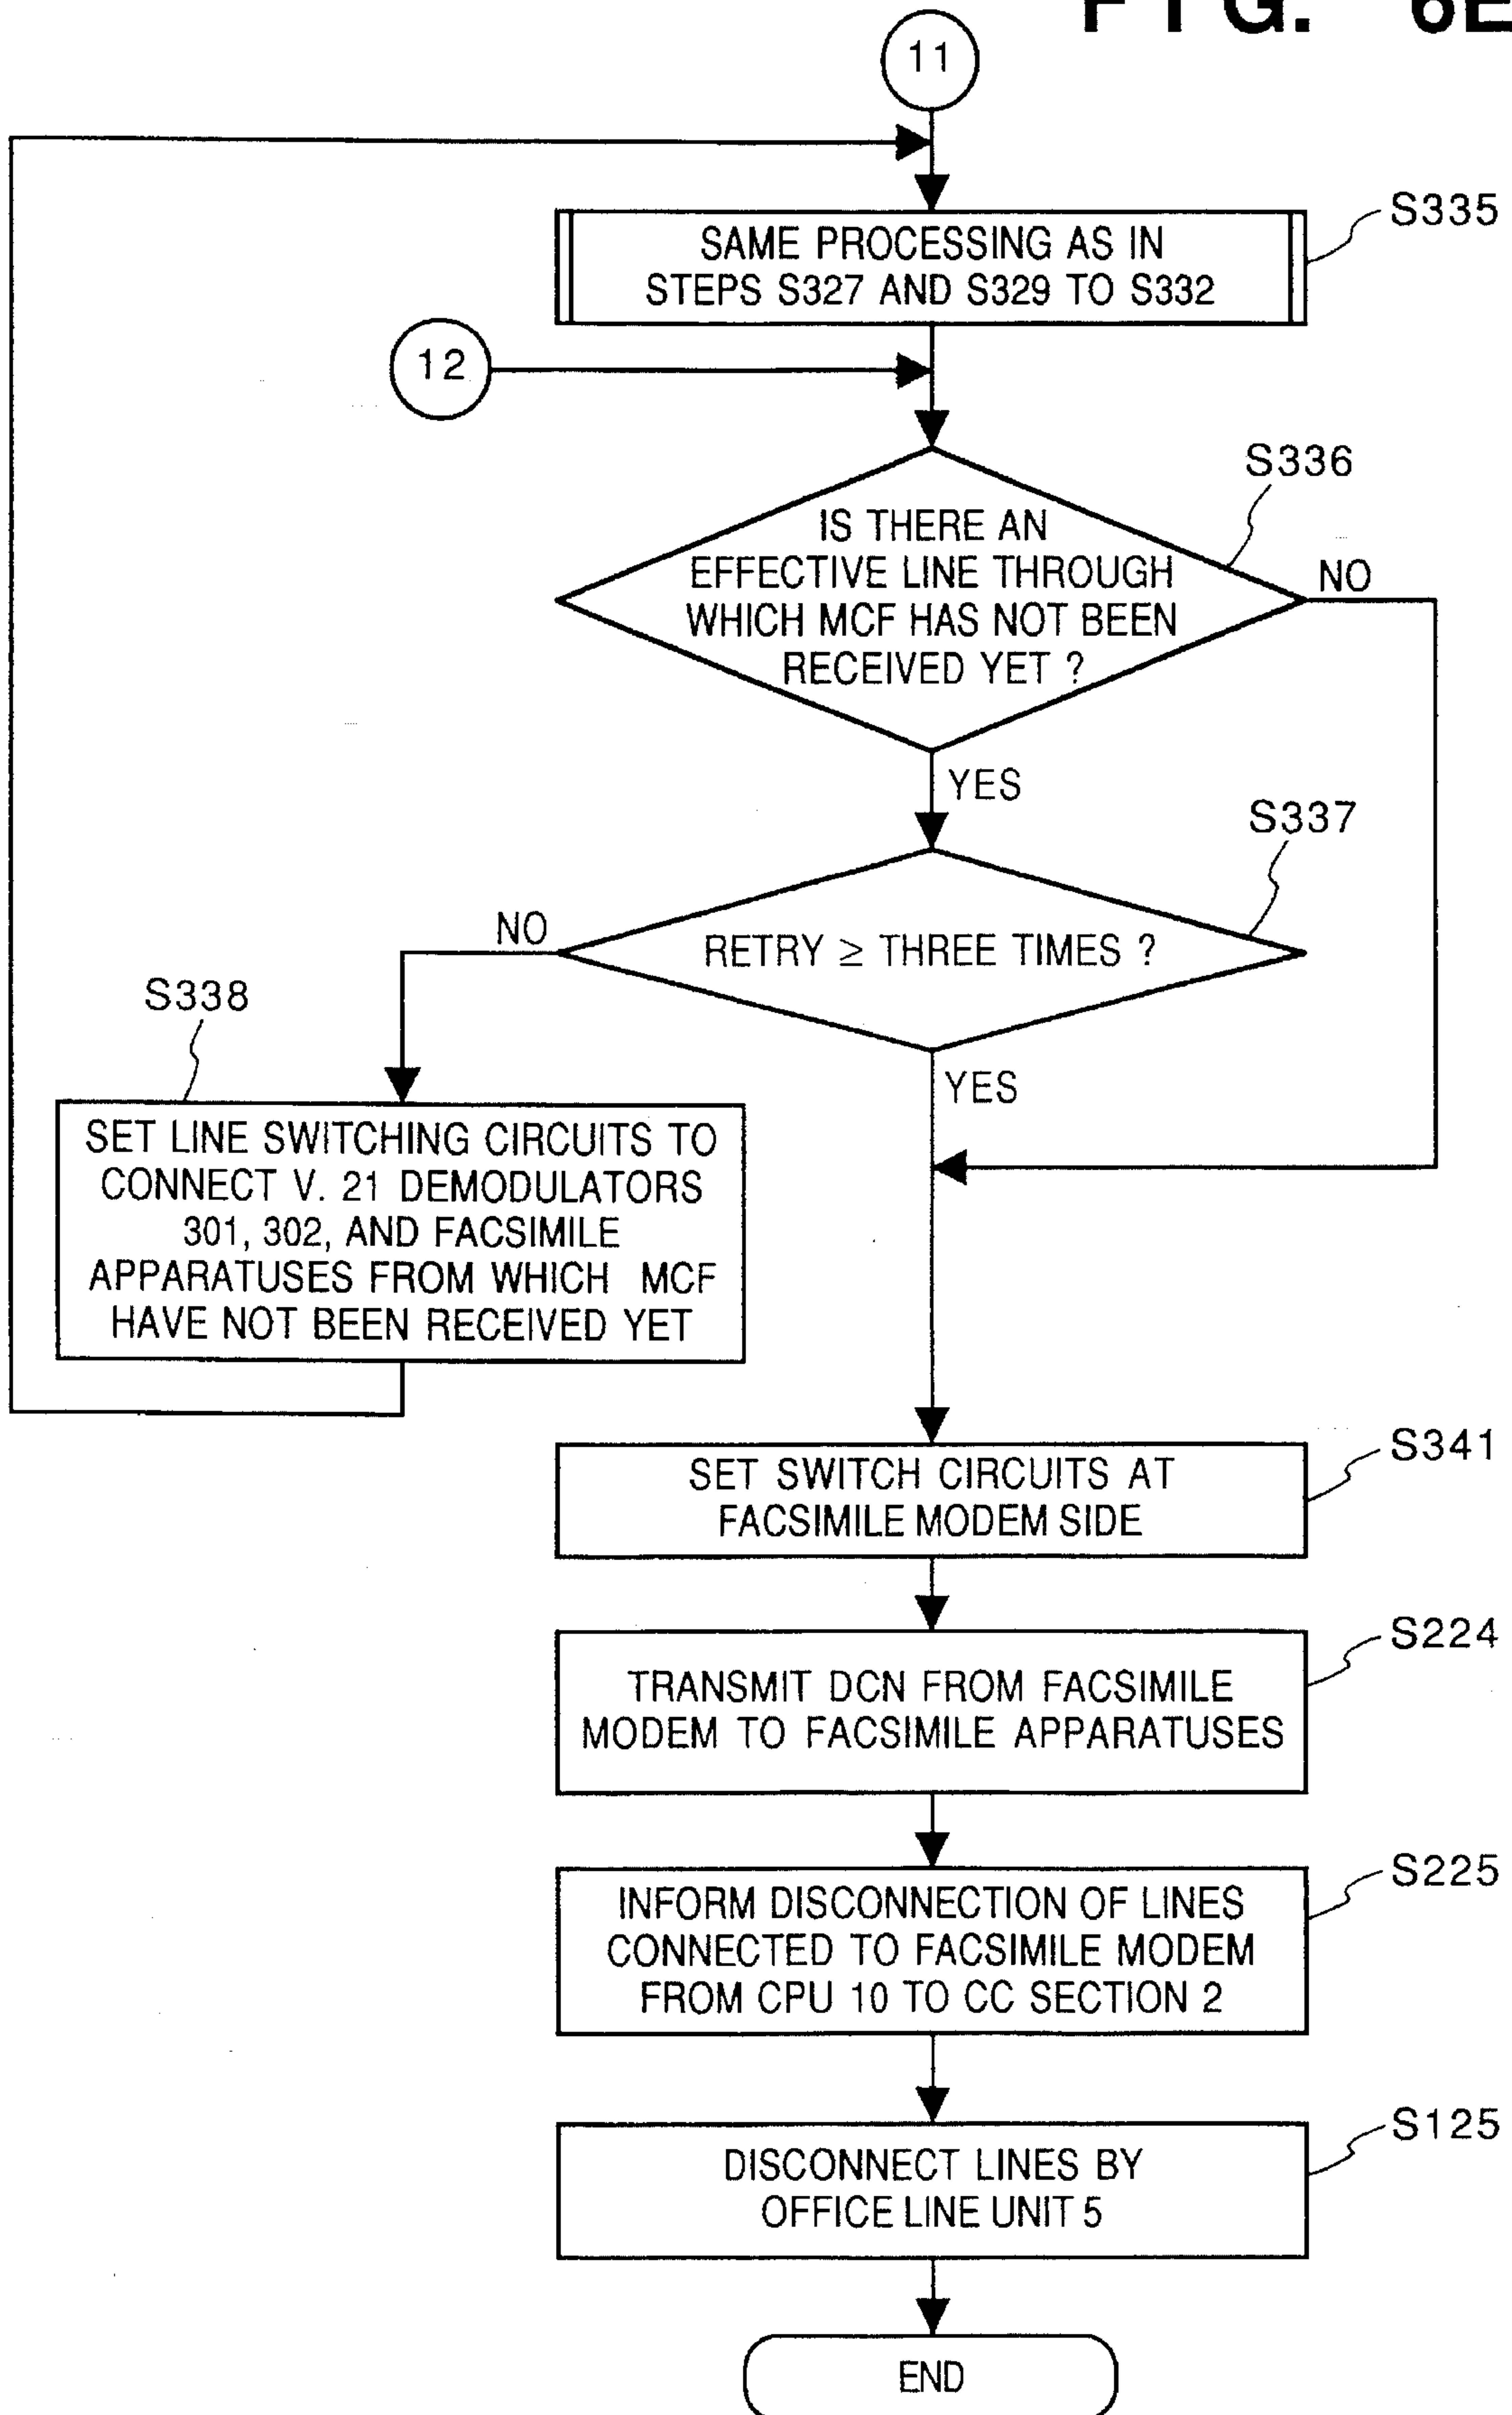 FIG. 6E
11
S335
SAME PROCESSING AS IN
STEPS S327 AND S329 TO S332
12
S336
IS THERE AN
EFFECTIVE LINE THROUGH
WHICH MCF HAS NOT BEEN
RECEIVED YET ?
NO
YES
S337
RETRY ≥ THREE TIMES ?
NO
YES
S338
SET LINE SWITCHING CIRCUITS TO
CONNECT V. 21 DEMODULATORS
301, 302, AND FACSIMILE
APPARATUSES FROM WHICH MCF
HAVE NOT BEEN RECEIVED YET
S341
SET SWITCH CIRCUITS AT
FACSIMILE MODEM SIDE
S224
TRANSMIT DCN FROM FACSIMILE
MODEM TO FACSIMILE APPARATUSES
S225
INFORM DISCONNECTION OF LINES
CONNECTED TO FACSIMILE MODEM
FROM CPU 10 TO CC SECTION 2
S125
DISCONNECT LINES BY
OFFICE LINE UNIT 5
END